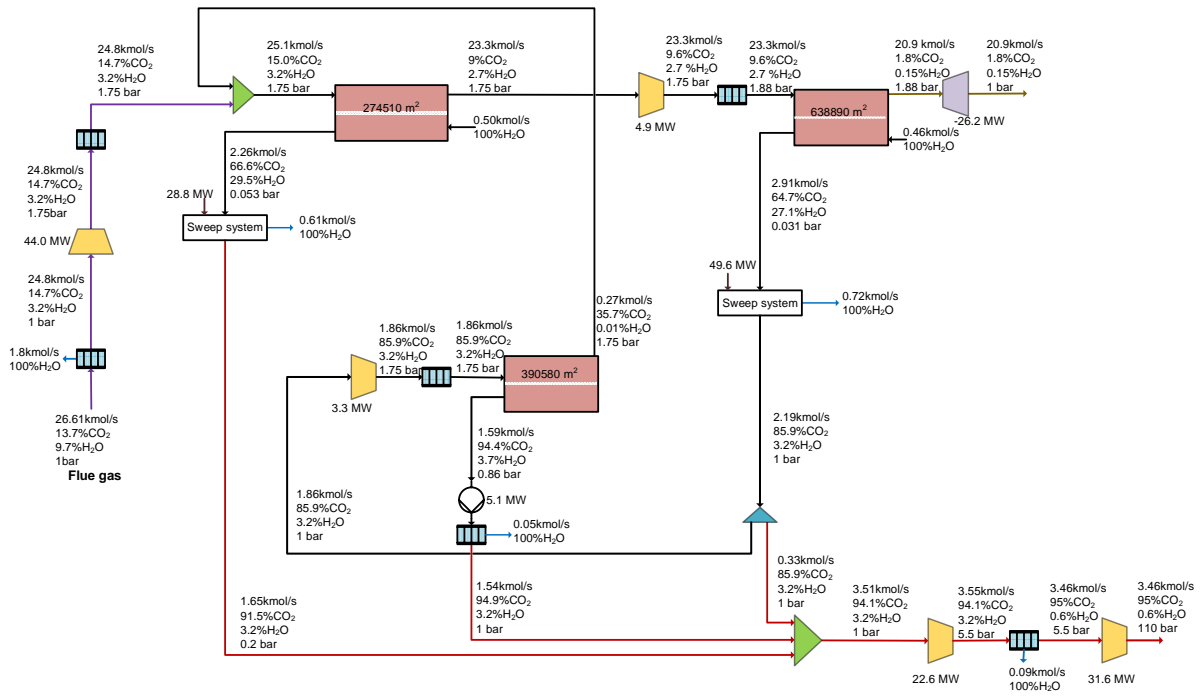 24.8kmol/s
14.7%CO₂
3.2%H₂O
1.75 bar
25.1kmol/s
15.0%CO₂
3.2%H₂O
1.75 bar
23.3kmol/s
9%CO₂
2.7%H₂O
1.75 bar
23.3kmol/s
9.6%CO₂
2.7 %H₂O
1.75 bar
23.3kmol/s
9.6%CO₂
2.7 %H₂O
1.88 bar
20.9 kmol/s
1.8%CO₂
0.15%H₂O
1.88 bar
20.9kmol/s
1.8%CO₂
0.15%H₂O
1 bar
274510 m²
638890 m²
4.9 MW
-26.2 MW
0.50kmol/s
100%H₂O
0.46kmol/s
100%H₂O
24.8kmol/s
14.7%CO₂
3.2%H₂O
1.75bar
2.26kmol/s
66.6%CO₂
29.5%H₂O
0.053 bar
28.8 MW
Sweep system
0.61kmol/s
100%H₂O
2.91kmol/s
64.7%CO₂
27.1%H₂O
0.031 bar
44.0 MW
49.6 MW
Sweep system
0.72kmol/s
100%H₂O
24.8kmol/s
14.7%CO₂
3.2%H₂O
1 bar
0.27kmol/s
35.7%CO₂
0.01%H₂O
1.75 bar
1.86kmol/s
85.9%CO₂
3.2%H₂O
1.75 bar
1.86kmol/s
85.9%CO₂
3.2%H₂O
1.75 bar
390580 m²
3.3 MW
1.8kmol/s
100%H₂O
26.61kmol/s
13.7%CO₂
9.7%H₂O
1bar
Flue gas
1.59kmol/s
94.4%CO₂
3.7%H₂O
0.86 bar
2.19kmol/s
85.9%CO₂
3.2%H₂O
1 bar
1.86kmol/s
85.9%CO₂
3.2%H₂O
1 bar
5.1 MW
0.05kmol/s
100%H₂O
0.33kmol/s
85.9%CO₂
3.2%H₂O
1 bar
1.65kmol/s
91.5%CO₂
3.2%H₂O
0.2 bar
1.54kmol/s
94.9%CO₂
3.2%H₂O
1 bar
3.51kmol/s
94.1%CO₂
3.2%H₂O
1 bar
3.55kmol/s
94.1%CO₂
3.2%H₂O
5.5 bar
3.46kmol/s
95%CO₂
0.6%H₂O
5.5 bar
3.46kmol/s
95%CO₂
0.6%H₂O
110 bar
22.6 MW
0.09kmol/s
100%H₂O
31.6 MW